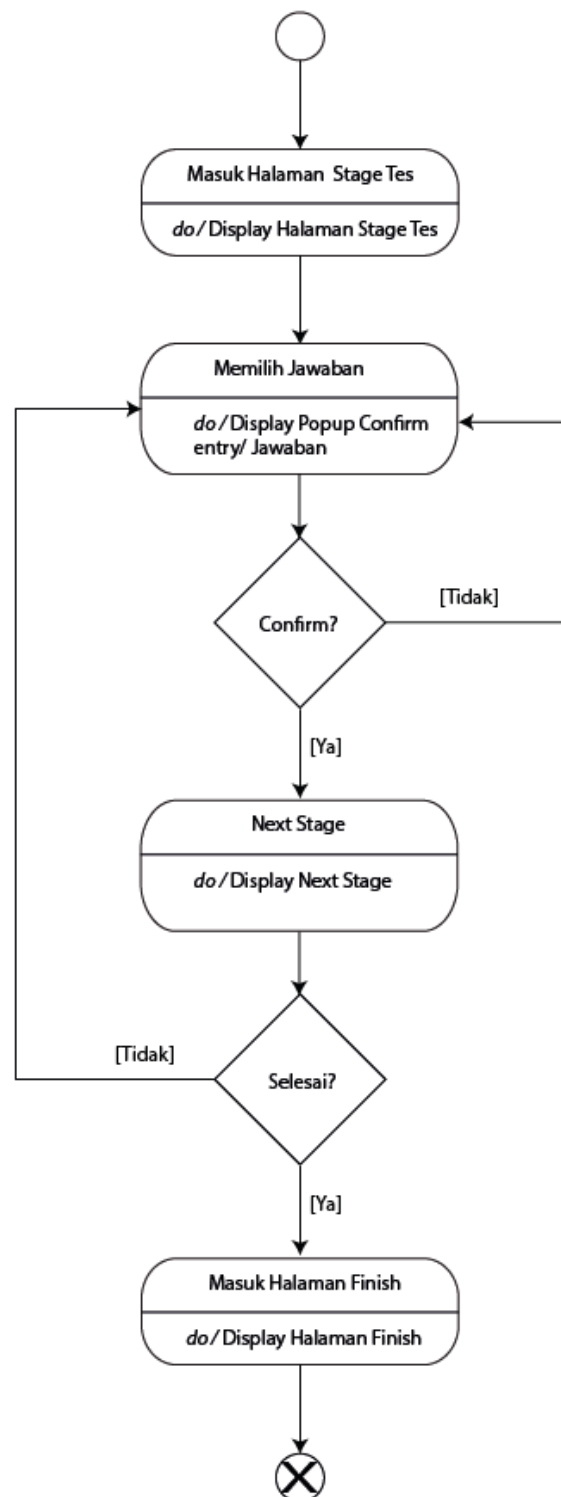 Masuk Halaman Stage Tes
do / Display Halaman Stage Tes
Memilih Jawaban
do / Display Popup Confirm
entry/ Jawaban
Confirm?
[Tidak]
[Ya]
Next Stage
do / Display Next Stage
[Tidak]
Selesai?
[Ya]
Masuk Halaman Finish
do / Display Halaman Finish